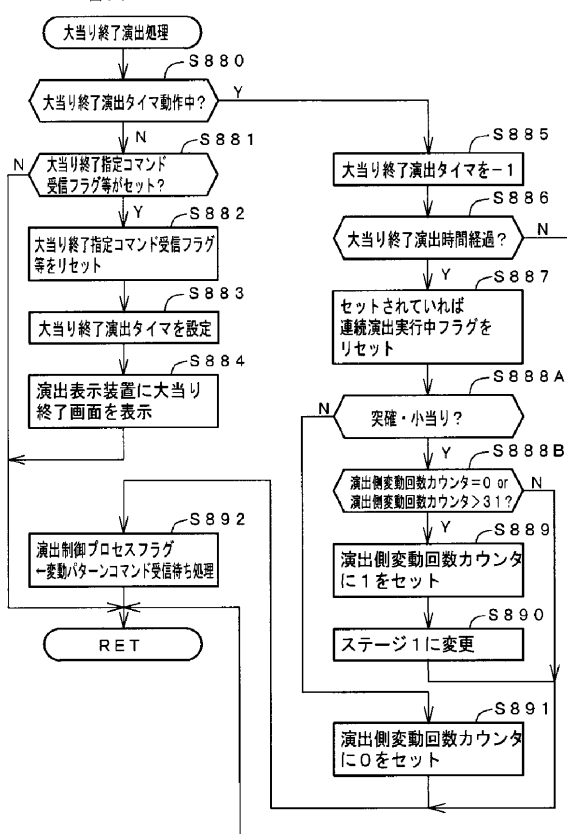 大当り終了演出処理
S880
大当り終了演出タイマ動作中？
Y
N
S881
N
大当り終了指定コマンド
受信フラグ等がセット？
Y
S882
大当り終了指定コマンド受信フラグ
等をリセット
S883
大当り終了演出タイマを設定
S884
演出表示装置に大当り
終了画面を表示
S885
大当り終了演出タイマを－1
S886
大当り終了演出時間経過？
N
Y
S887
セットされていれば
連続演出実行中フラグを
リセット
S888A
N
突確・小当り？
Y
S888B
演出側変動回数カウンタ=0 or
演出側変動回数カウンタ>31？
N
Y
S889
演出側変動回数カウンタ
に1をセット
S890
ステージ1に変更
S891
演出側変動回数カウンタ
に0をセット
S892
演出制御プロセスフラグ
←変動パターンコマンド受信待ち処理
RET